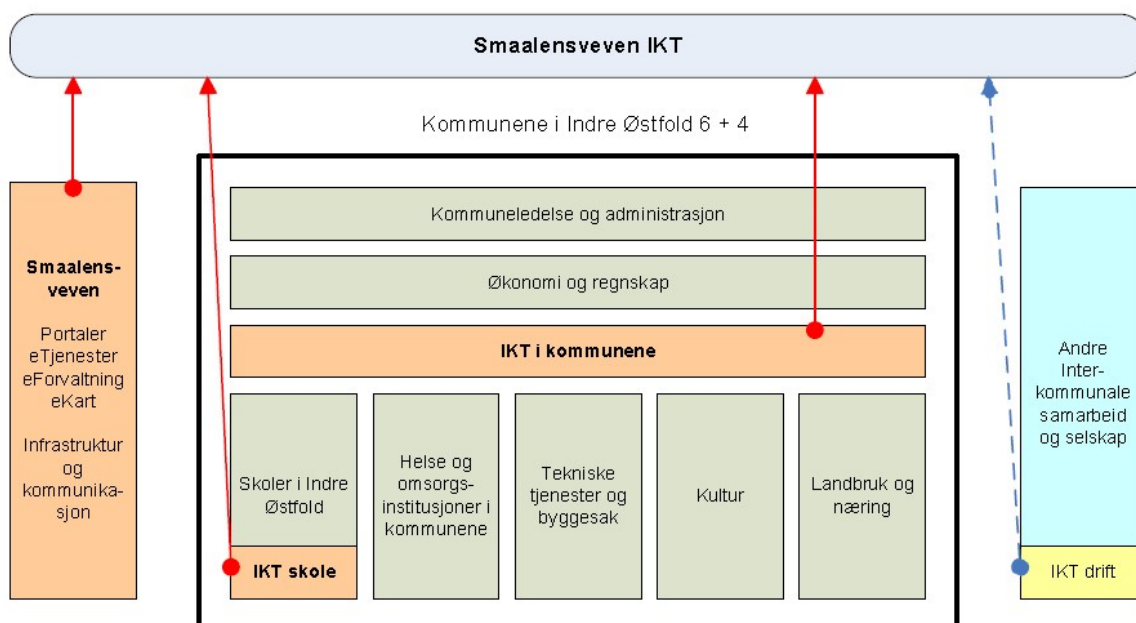 Smaalensveven IKT
Kommunene i Indre Østfold 6 + 4
Smaalens-
veven
Portaler
eTjenester
eForvaltning
eKart
Infrastruktur
og
kommunika-
sjon
Kommuneledelse og administrasjon
Økonomi og regnskap
IKT i kommunene
Skoler i Indre
Østfold
IKT skole
Helse og
omsorgs-
institusjoner i
kommunene
Tekniske
tjenester og
byggesak
Kultur
Landbruk og
næring
Andre
Inter-
kommunale
samarbeid
og selskap
IKT drift